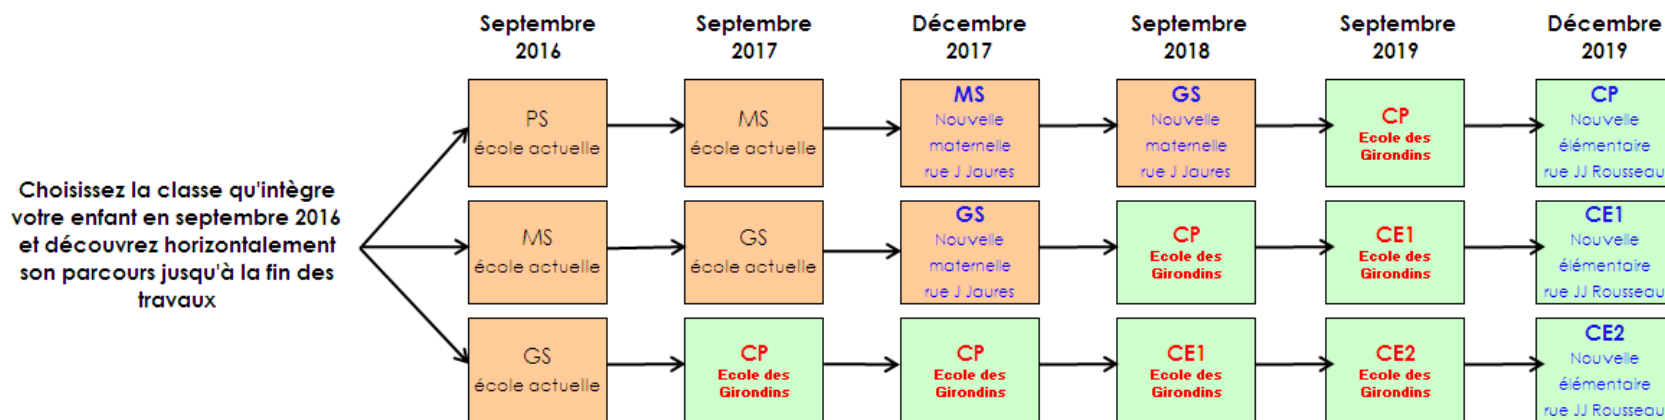 Septembre
2016
Septembre
2017
Décembre
2017
Septembre
2018
Septembre
2019
Décembre
2019
Choisissez la classe qu'intègre
votre enfant en septembre 2016
et découvrez horizontalement
son parcours jusqu'à la fin des
travaux
PS
école actuelle
MS
école actuelle
MS
Nouvelle
maternelle
rue J Jaures
GS
Nouvelle
maternelle
rue J Jaures
CP
Ecole des
Girondins
CP
Nouvelle
élémentaire
rue JJ Rousseau
MS
école actuelle
GS
école actuelle
GS
Nouvelle
maternelle
rue J Jaures
CP
Ecole des
Girondins
CE1
Ecole des
Girondins
CE1
Nouvelle
élémentaire
rue JJ Rousseau
GS
école actuelle
CP
Ecole des
Girondins
CP
Ecole des
Girondins
CE1
Ecole des
Girondins
CE2
Ecole des
Girondins
CE2
Nouvelle
élémentaire
rue JJ Rousseau